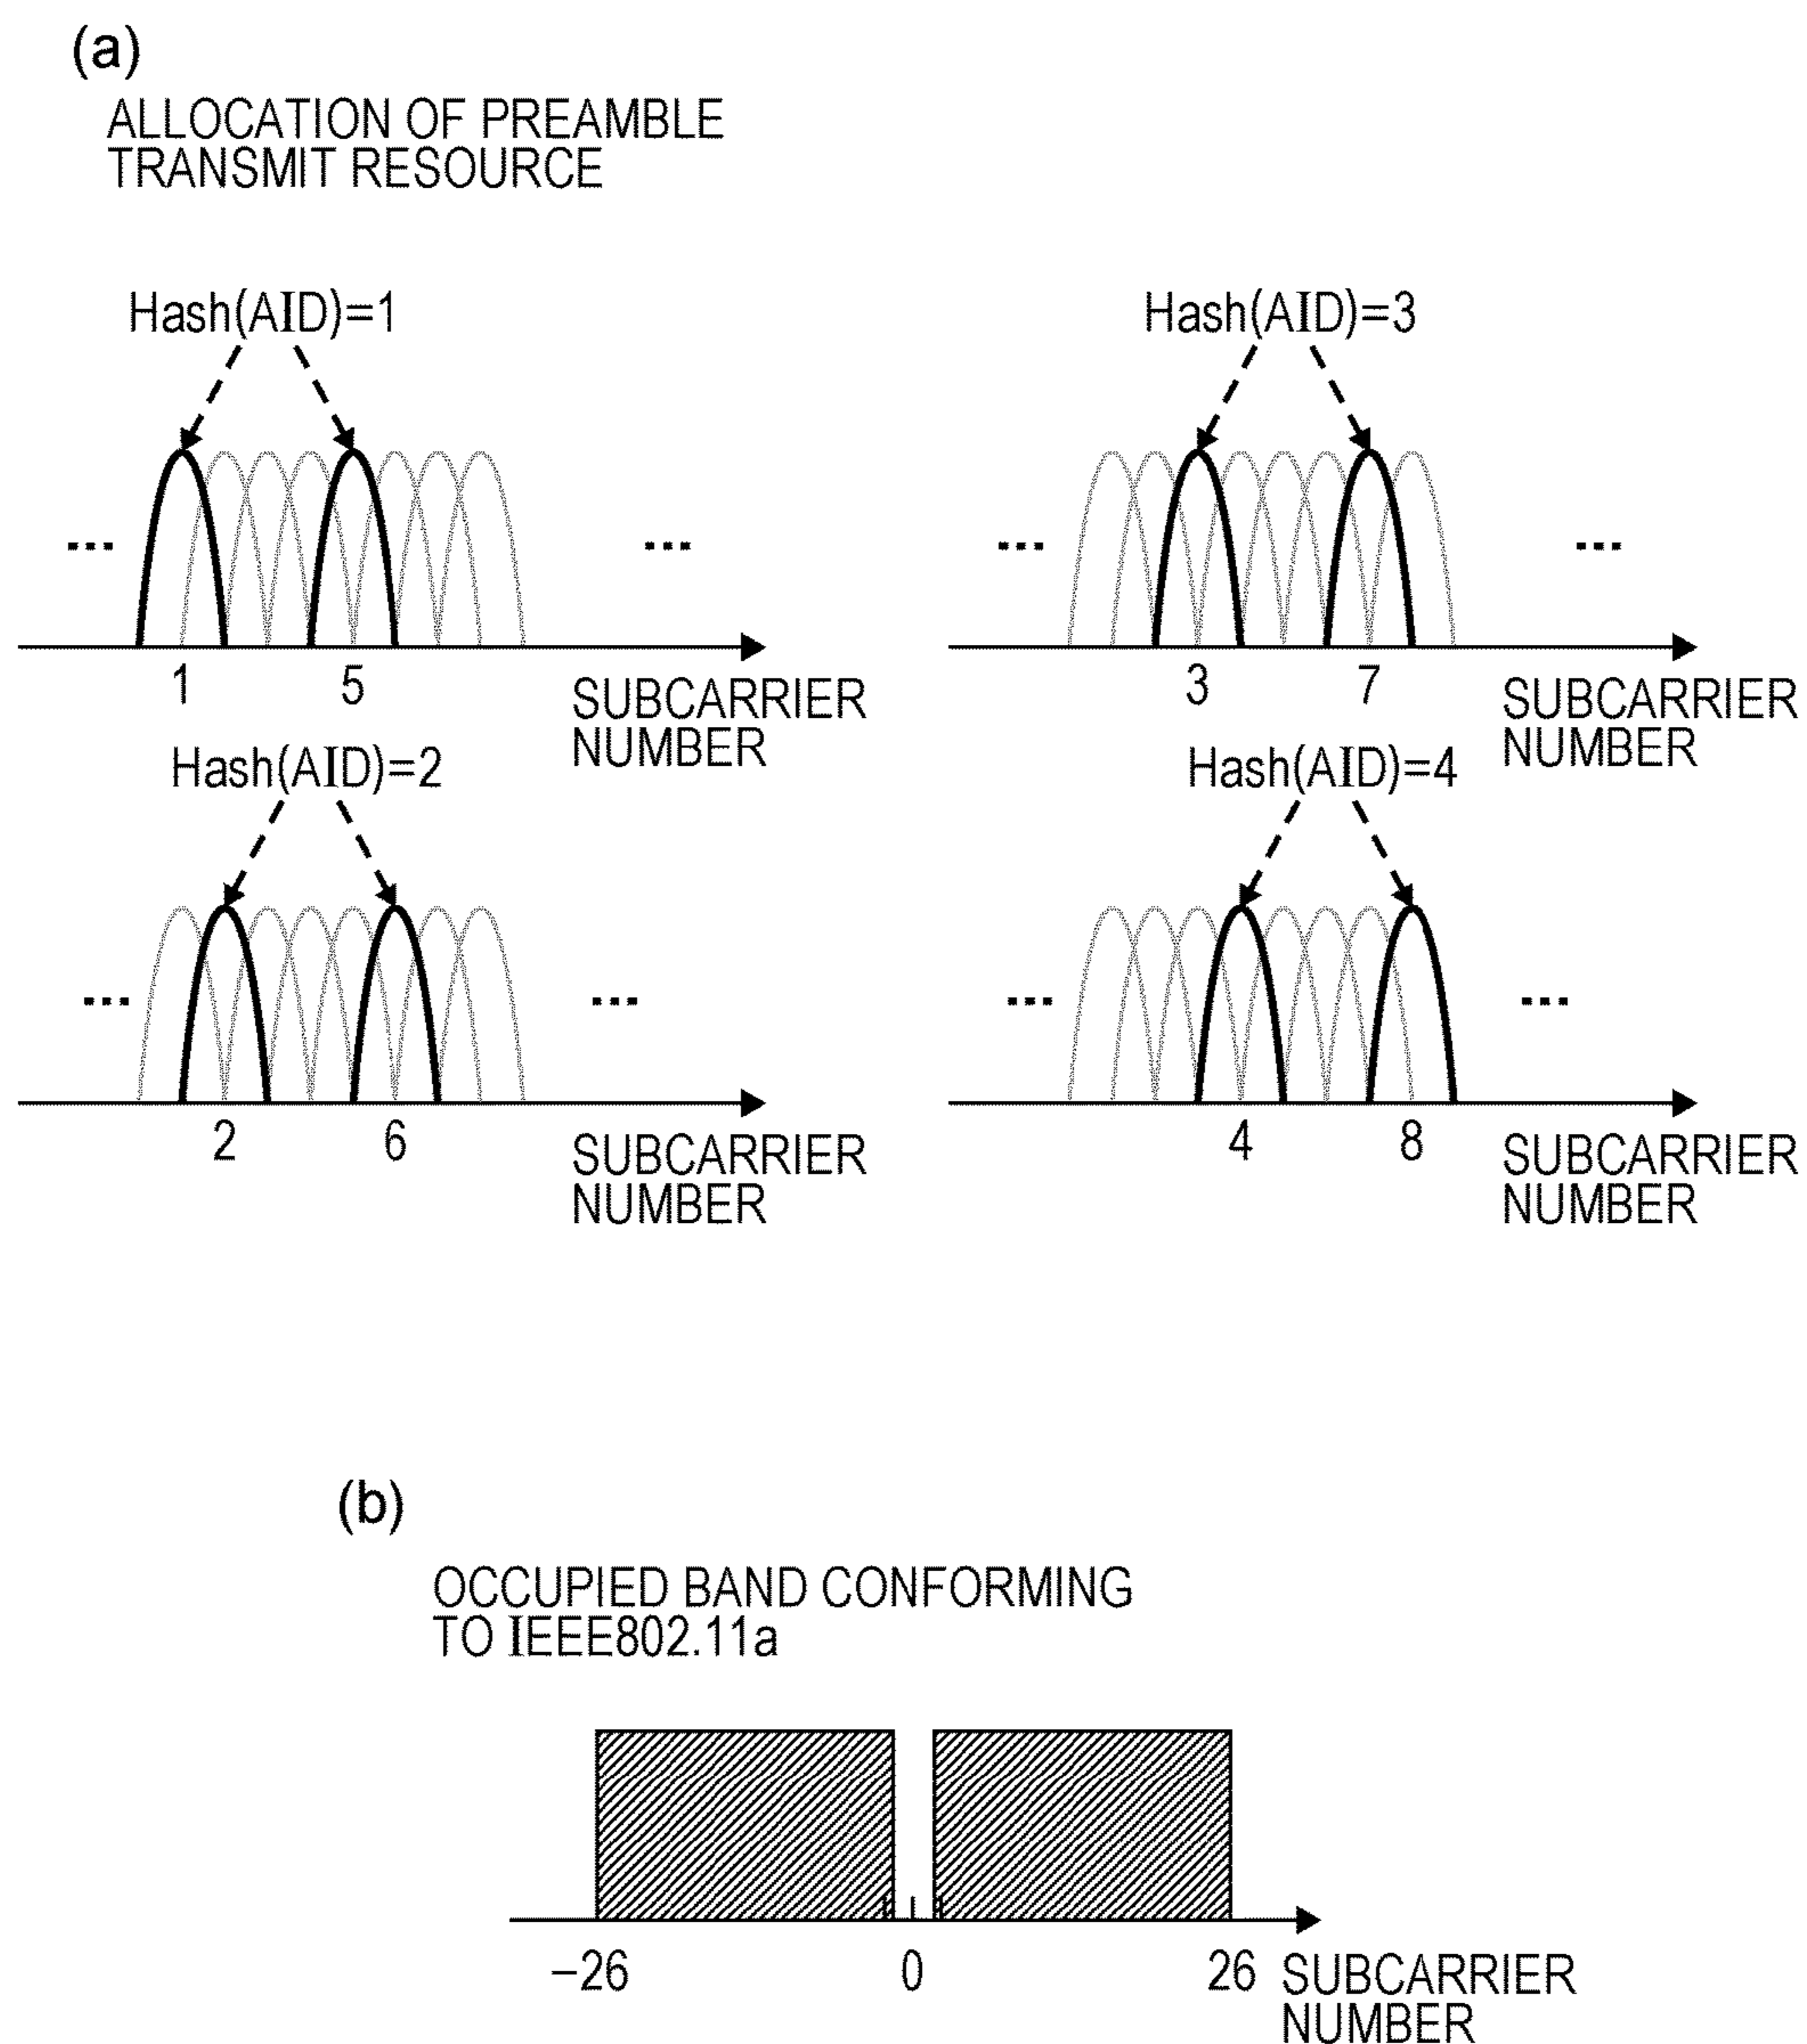 (a)
ALLOCATION OF PREAMBLE
TRANSMIT RESOURCE
Hash(AID)=1
... ...
1 5
SUBCARRIER
NUMBER
Hash(AID)=3
... ...
3 7
SUBCARRIER
NUMBER
Hash(AID)=2
... ...
2 6
SUBCARRIER
NUMBER
Hash(AID)=4
... ...
4 8
SUBCARRIER
NUMBER
(b)
OCCUPIED BAND CONFORMING
TO IEEE802.11a
−26 0 26
SUBCARRIER
NUMBER